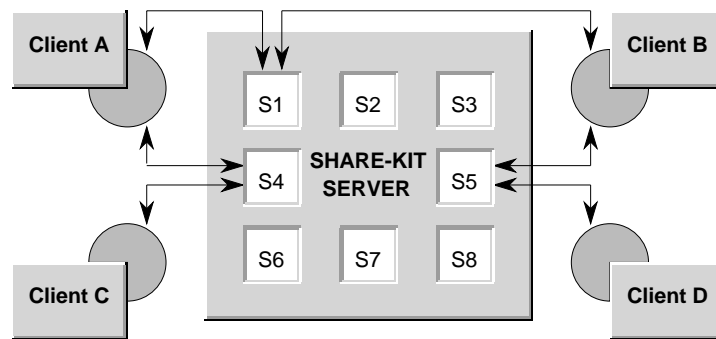 Client A
Client B
S1
S2
S3
SHARE-KIT
SERVER
S4
S5
S6
S7
S8
Client C
Client D